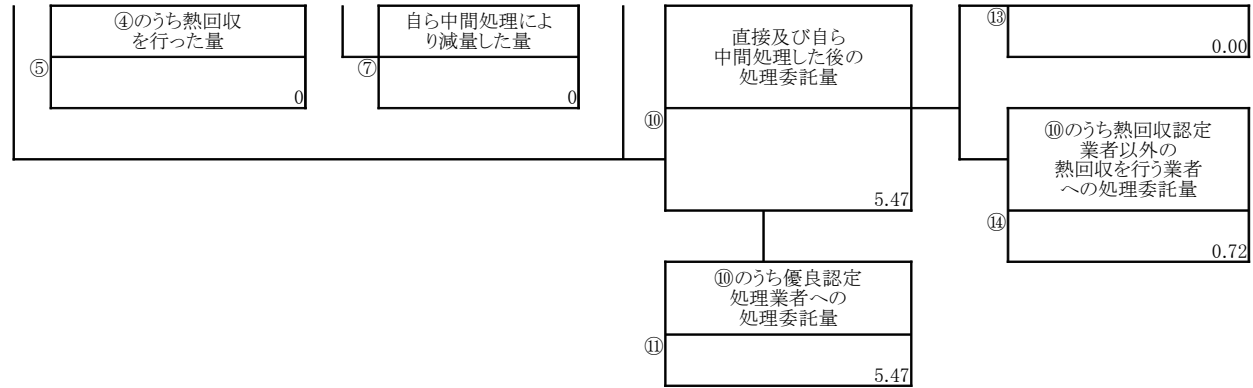 ④のうち熱回収
を行った量
⑤
0
自ら中間処理によ
り減量した量
⑦
0
直接及び自ら
中間処理した後の
処理委託量
⑩
5.47
⑬
0.00
⑩のうち熱回収認定
業者以外の
熱回収を行う業者
への処理委託量
⑭
0.72
⑩のうち優良認定
処理業者への
処理委託量
⑪
5.47